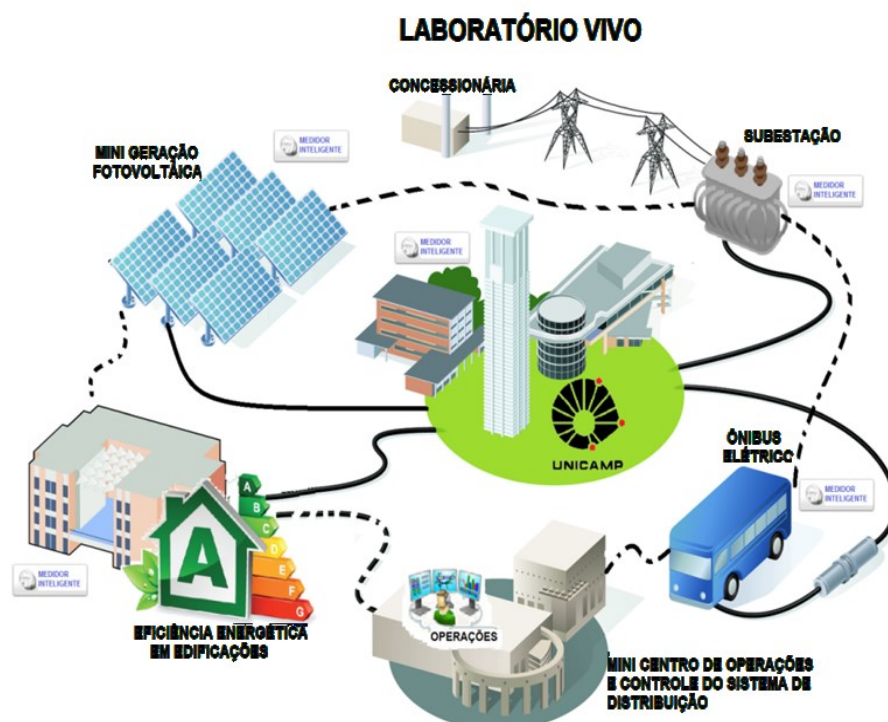 LABORATÓRIO VIVO
CONCESSIONÁRIA
SUBESTAÇÃO
MINI GERAÇÃO
FOTOVOLTÁICA
MEDIDOR
INTELIGENTE
MEDIDOR
INTELIGENTE
MEDIDOR
INTELIGENTE
UNICAMP
ÔNIBUS
ELÉTRICO
MEDIDOR
INTELIGENTE
A
B
C
D
E
F
G
A
MEDIDOR
INTELIGENTE
EFICIÊNCIA ENERGÉTICA
EM EDIFICAÇÕES
OPERAÇÕES
MINI CENTRO DE OPERAÇÕES
E CONTROLE DO SISTEMA DE
DISTRIBUIÇÃO